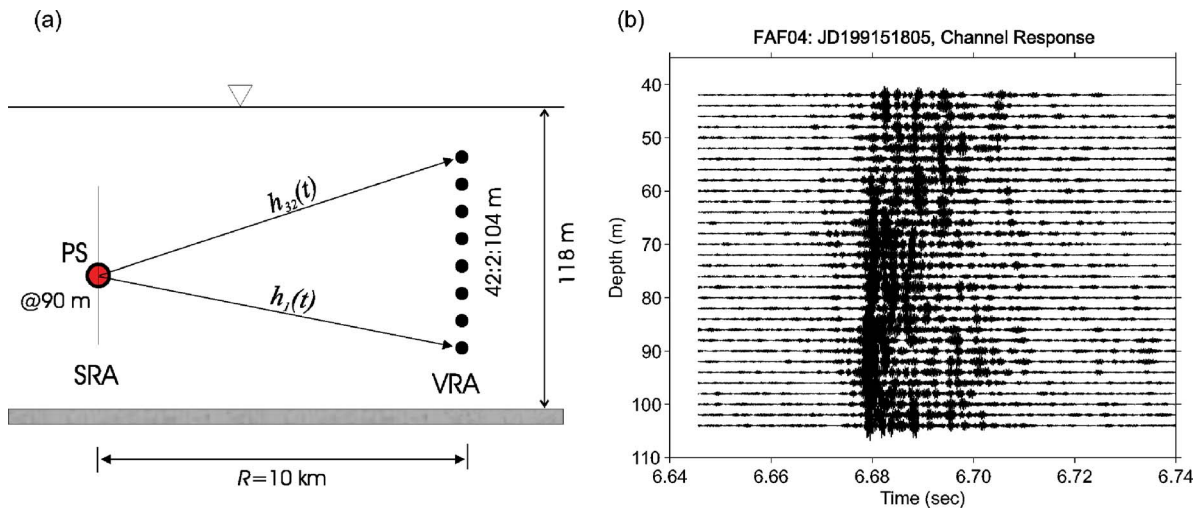 (a)
h₃₂(t)
PS
@90 m
h₁(t)
SRA
VRA
42:2:104 m
118 m
R=10 km
(b)
FAF04: JD199151805, Channel Response
40
50
60
70
80
90
100
110
Depth (m)
6.64 6.66 6.68 6.70 6.72 6.74
Time (sec)